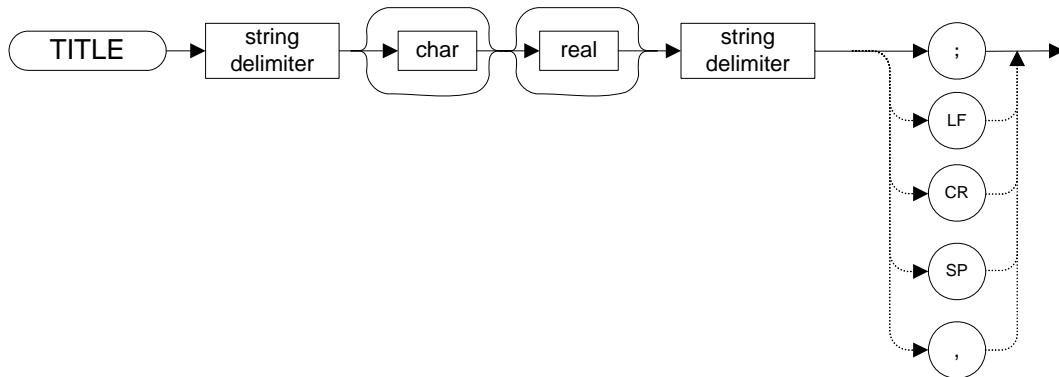 TITLE
string
delimiter
char
real
string
delimiter
;
LF
CR
SP
,